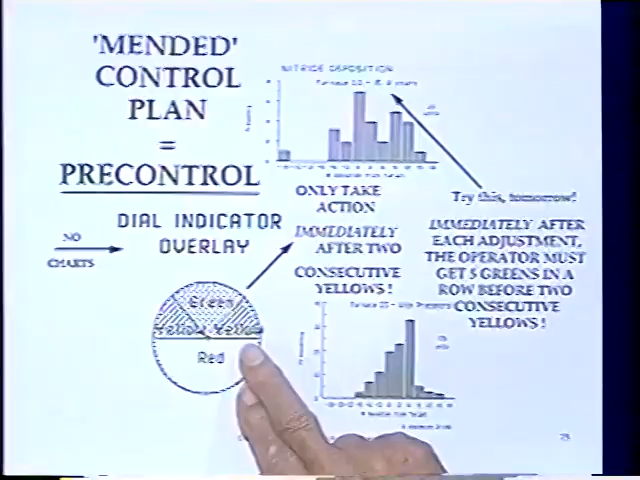 'MENDED'
CONTROL
PLAN
=
PRECONTROL
NO
CHARTS
DIAL INDICATOR
OVERLAY
Green
Yellow Yellow
Red
NITRIDE DEPOSITION
ONLY TAKE
ACTION
IMMEDIATELY
AFTER TWO
CONSECUTIVE
YELLOWS!
Try this, tomorrow!
IMMEDIATELY AFTER
EACH ADJUSTMENT,
THE OPERATOR MUST
GET 5 GREENS IN A
ROW BEFORE TWO
CONSECUTIVE
YELLOWS!